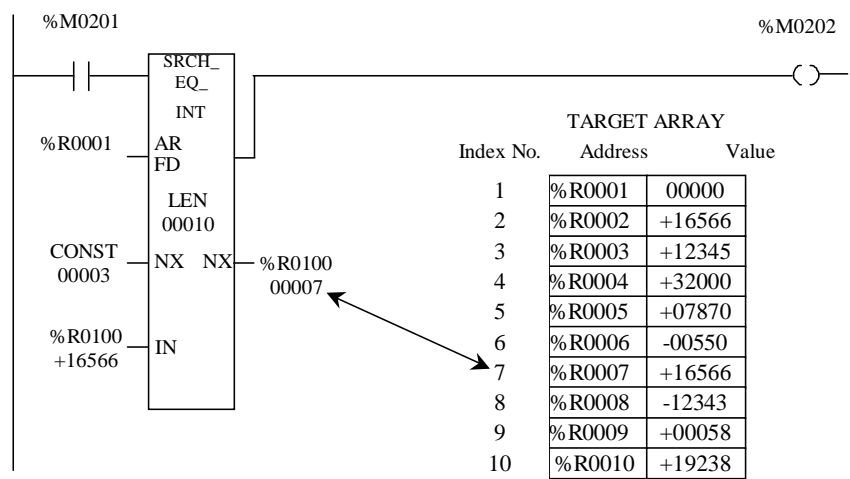 %M0201
%M0202
SRCH_
EQ_
INT
%R0001
AR
FD
LEN
00010
CONST
00003
NX NX
%R0100
00007
%R0100
+16566
IN
TARGET ARRAY
Index No. Address Value
1 %R0001 00000
2 %R0002 +16566
3 %R0003 +12345
4 %R0004 +32000
5 %R0005 +07870
6 %R0006 -00550
7 %R0007 +16566
8 %R0008 -12343
9 %R0009 +00058
10 %R0010 +19238